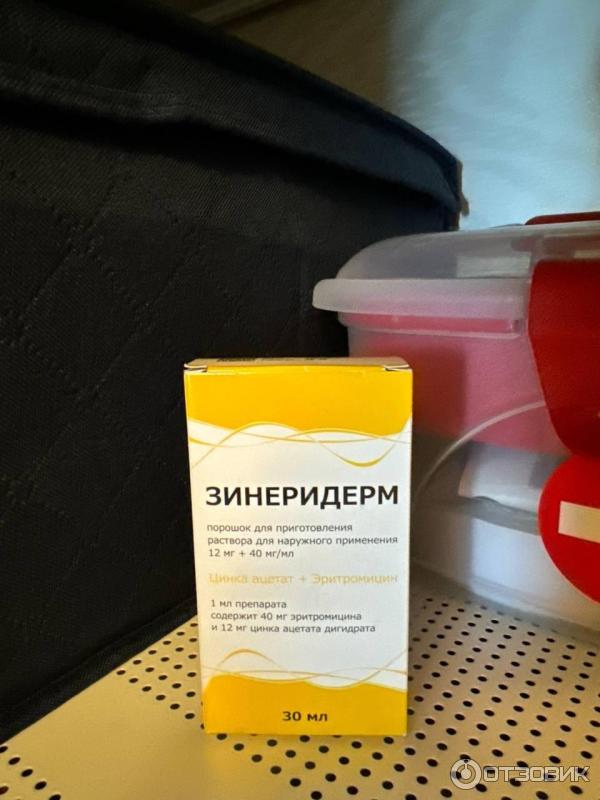 ЗИНЕРИДЕРМ
порошок для приготовления
раствора для наружного применения
12 мг + 40 мг/мл
Цинка ацетат + Эритромицин
1 мл препарата
содержит 40 мг эритромицина
и 12 мг цинка ацетата дигидрата
30 мл
ОТЗОВИК